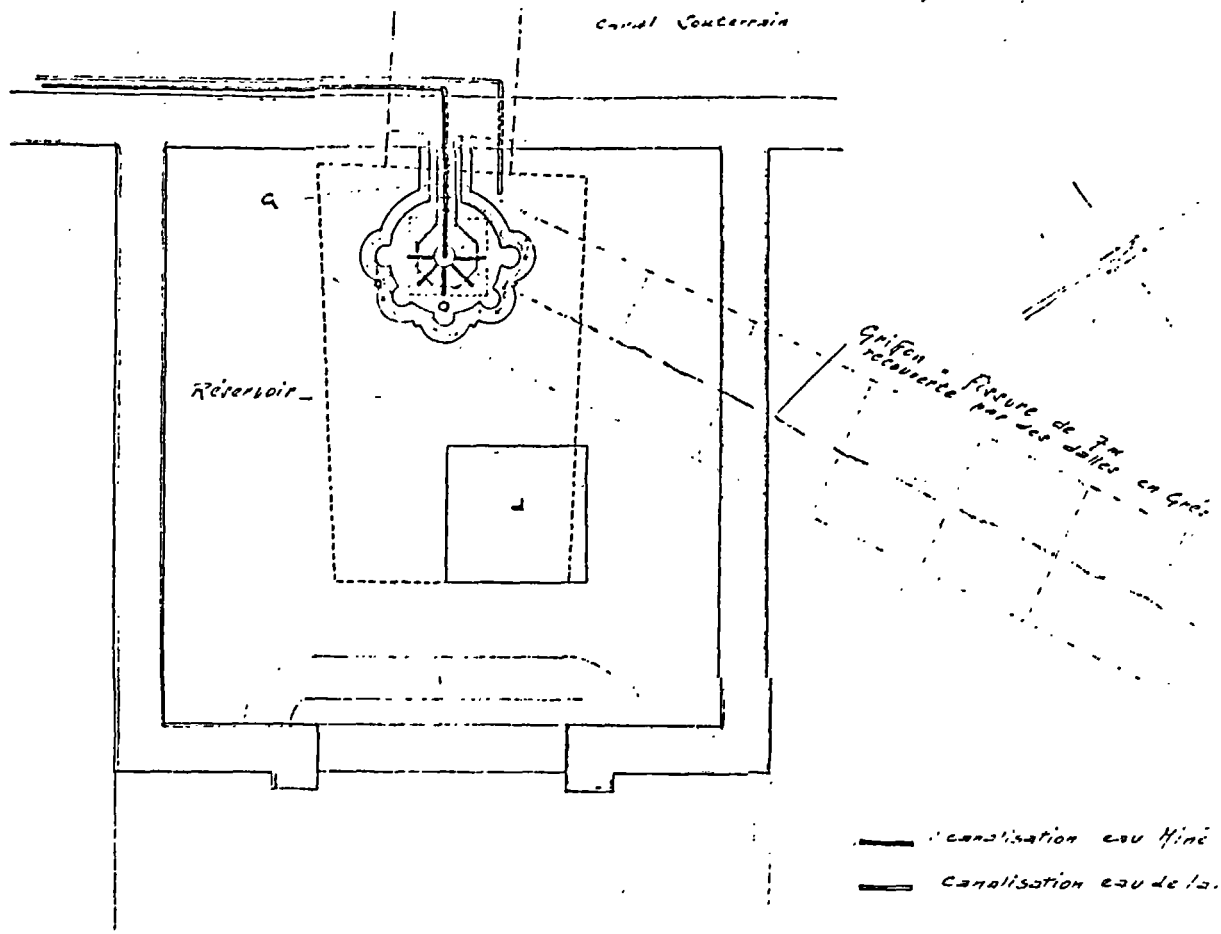 Canal Souterrain
G
Réservoir
Griffon = Fissure de 7m
recouverte par des dalles en Grès
d
canalisation eau Miné
canalisation eau de la